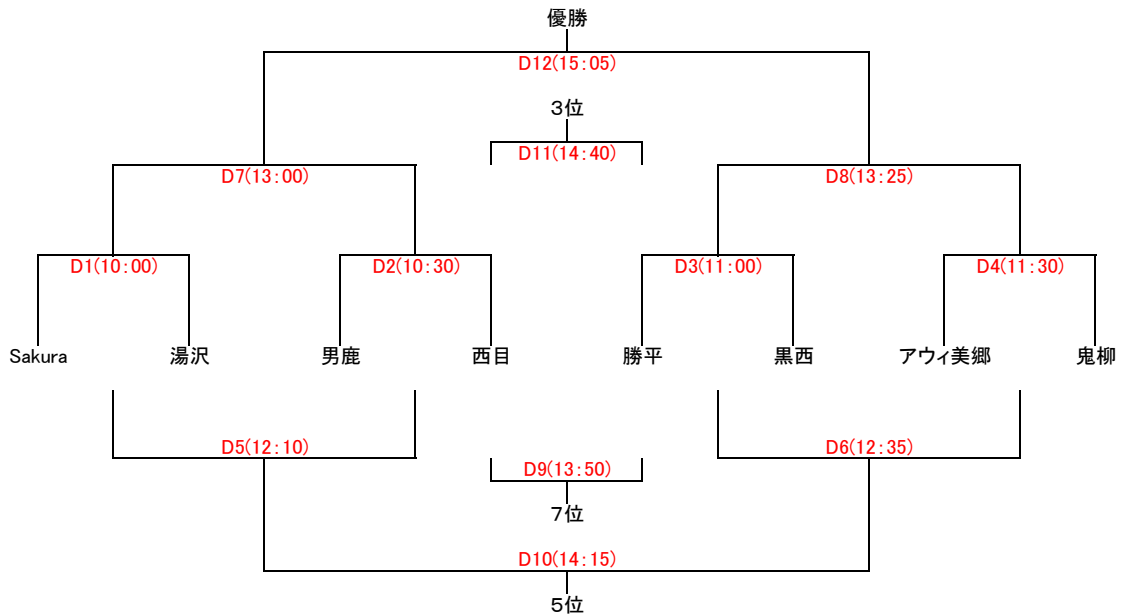 優勝
D12(15:05)
3位
D11(14:40)
D7(13:00)
D8(13:25)
D1(10:00)
D2(10:30)
D3(11:00)
D4(11:30)
Sakura
湯沢
男鹿
西目
勝平
黒西
アウィ美郷
鬼柳
D5(12:10)
D6(12:35)
D9(13:50)
7位
D10(14:15)
5位